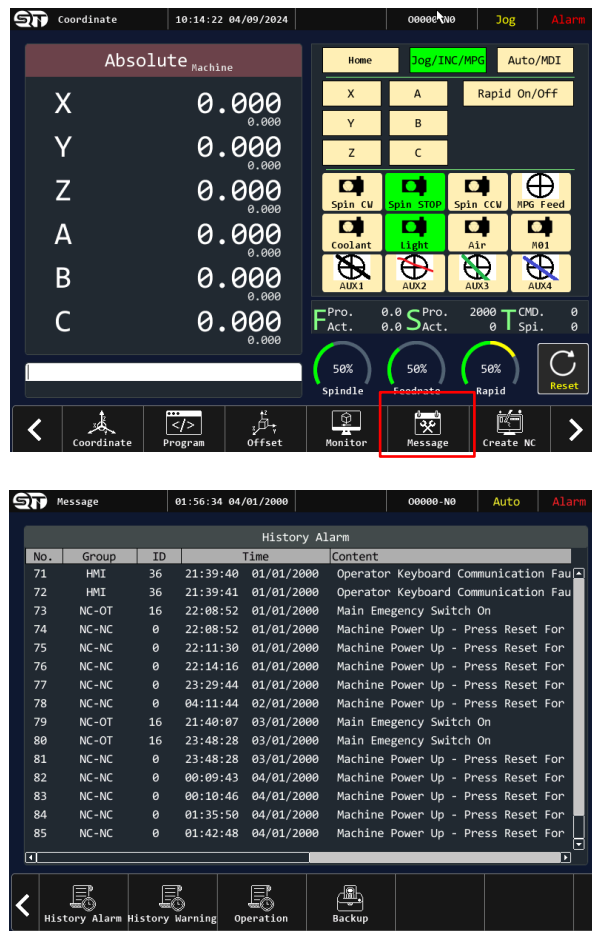 Coordinate 10:14:22 04/09/2024 O0000-N0 Jog Alarm
Absolute Machine
X 0.000
0.000
Y 0.000
0.000
Z 0.000
0.000
A 0.000
0.000
B 0.000
0.000
C 0.000
0.000
Home Jog/INC/MPG Auto/MDI
X A Rapid On/Off
Y B
Z C
Spin CW Spin STOP Spin CCW MPG Feed
Coolant Light Air M01
AUX1 AUX2 AUX3 AUX4
F Pro. 0.0 S Pro. 2000 T CMD. 0
Act. 0.0 Act. 0 Spi. 0
50% 50% 50%
Spindle Feedrate Rapid Reset
Coordinate Program Offset Monitor Message Create NC
Message 01:56:34 04/01/2000 O0000-N0 Auto Alarm
History Alarm
No. Group ID Time Content
71 HMI 36 21:39:40 01/01/2000 Operator Keyboard Communication Fau
72 HMI 36 21:39:41 01/01/2000 Operator Keyboard Communication Fau
73 NC-OT 16 22:08:52 01/01/2000 Main Emegency Switch On
74 NC-NC 0 22:08:52 01/01/2000 Machine Power Up - Press Reset For
75 NC-NC 0 22:11:30 01/01/2000 Machine Power Up - Press Reset For
76 NC-NC 0 22:14:16 01/01/2000 Machine Power Up - Press Reset For
77 NC-NC 0 23:29:44 01/01/2000 Machine Power Up - Press Reset For
78 NC-NC 0 04:11:44 02/01/2000 Machine Power Up - Press Reset For
79 NC-OT 16 21:40:07 03/01/2000 Main Emegency Switch On
80 NC-OT 16 23:48:28 03/01/2000 Main Emegency Switch On
81 NC-NC 0 23:48:28 03/01/2000 Machine Power Up - Press Reset For
82 NC-NC 0 00:09:43 04/01/2000 Machine Power Up - Press Reset For
83 NC-NC 0 00:10:46 04/01/2000 Machine Power Up - Press Reset For
84 NC-NC 0 01:35:50 04/01/2000 Machine Power Up - Press Reset For
85 NC-NC 0 01:42:48 04/01/2000 Machine Power Up - Press Reset For
History Alarm History Warning Operation Backup